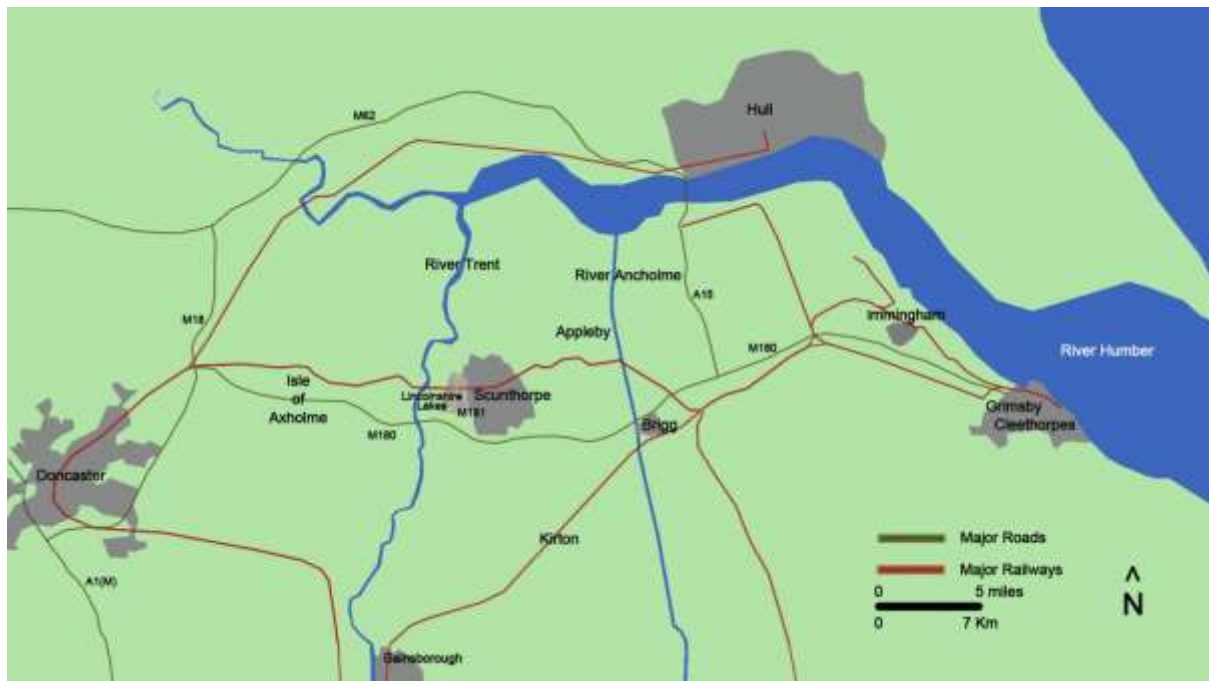 Hull
M62
River Trent
River Ancholme
A15
M18
Immingham
Appleby
M180
River Humber
Isle
of
Axholme
Lincolnshire
Lakes
Scunthorpe
M181
Grimsby
Cleethorpes
M180
Brigg
Doncaster
Kirton
Major Roads
Major Railways
A1(M)
0 5 miles
0 7 Km
^
N
Gainsborough